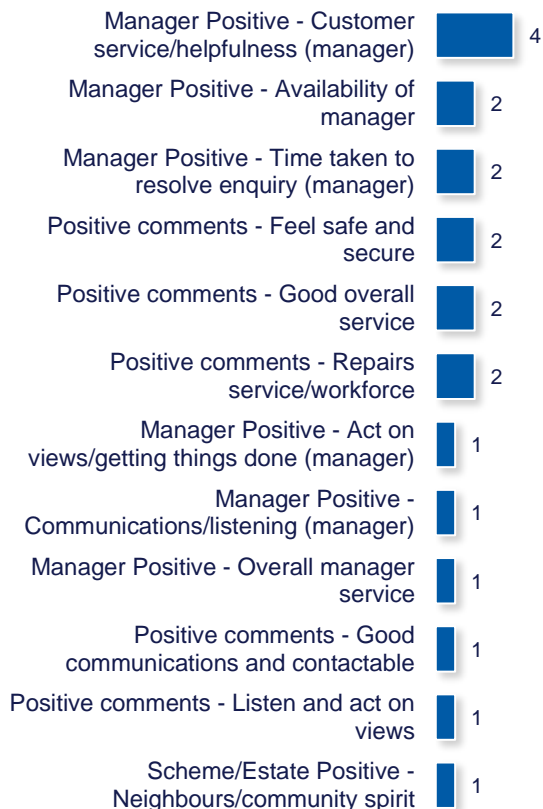 Manager Positive - Customer
service/helpfulness (manager)
4
Manager Positive - Availability of
manager
2
Manager Positive - Time taken to
resolve enquiry (manager)
2
Positive comments - Feel safe and
secure
2
Positive comments - Good overall
service
2
Positive comments - Repairs
service/workforce
2
Manager Positive - Act on
views/getting things done (manager)
1
Manager Positive -
Communications/listening (manager)
1
Manager Positive - Overall manager
service
1
Positive comments - Good
communications and contactable
1
Positive comments - Listen and act on
views
1
Scheme/Estate Positive -
Neighbours/community spirit
1